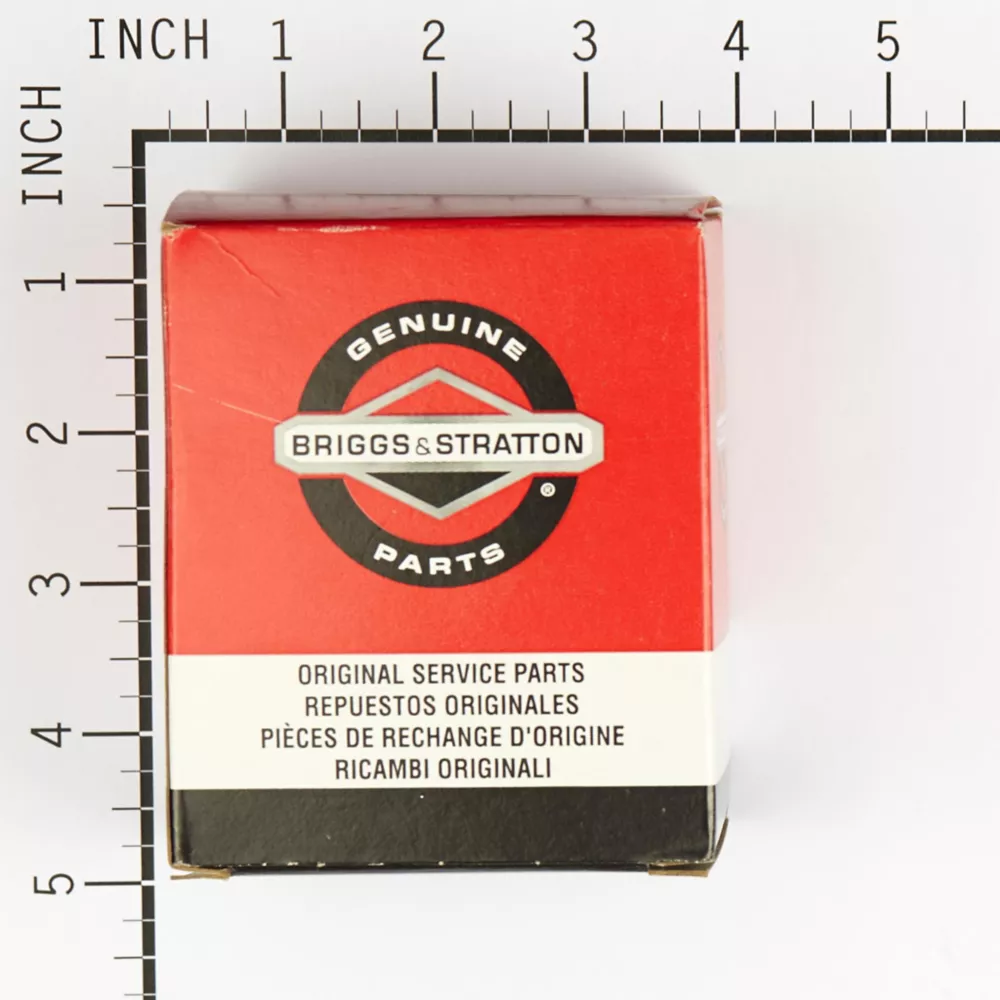 INCH 1 2 3 4 5
INCH
1
2
3
4
5
GENUINE
BRIGGS & STRATTON
®
PARTS
ORIGINAL SERVICE PARTS
REPUESTOS ORIGINALES
PIÈCES DE RECHANGE D'ORIGINE
RICAMBI ORIGINALI